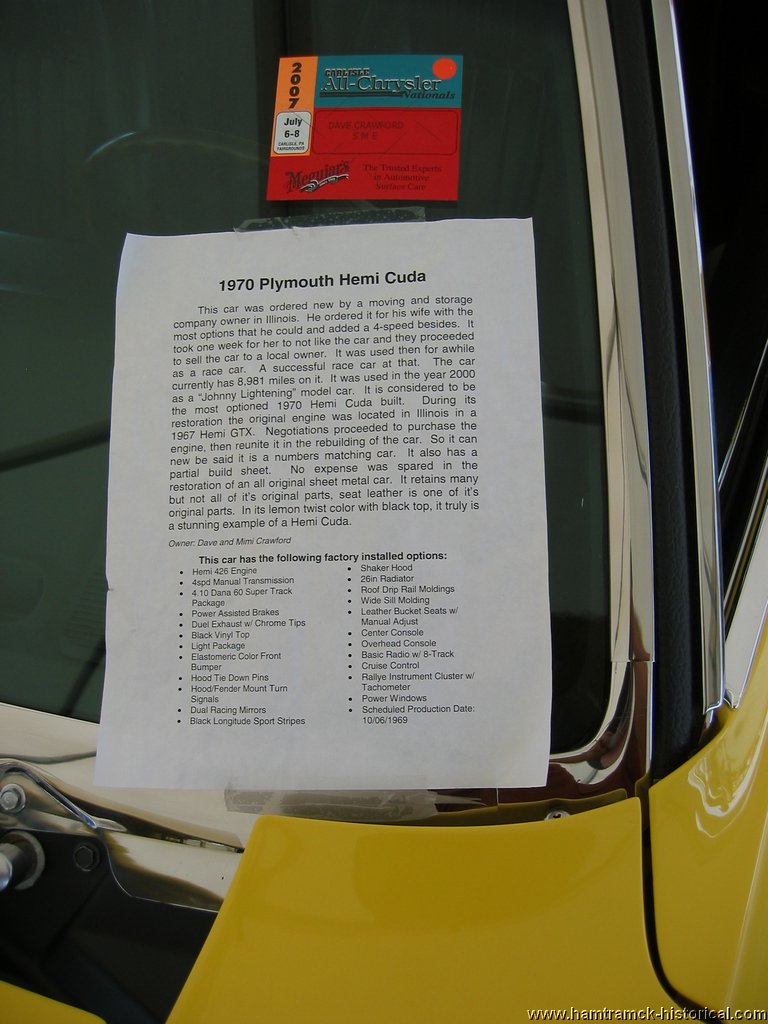 2007
July
6-8
CARLISLE, PA
FAIRGROUNDS
CARLISLE
All-Chrysler
Nationals
DAVE CRAWFORD
S M E
Meguiar's
The Trusted Experts
in Automotive
Surface Care
1970 Plymouth Hemi Cuda
This car was ordered new by a moving and storage
company owner in Illinois. He ordered it for his wife with the
most options that he could and added a 4-speed besides. It
took one week for her to not like the car and they proceeded
to sell the car to a local owner. It was used then for awhile
as a race car. A successful race car at that. The car
currently has 8,981 miles on it. It was used in the year 2000
as a "Johnny Lightening" model car. It is considered to be
the most optioned 1970 Hemi Cuda built. During its
restoration the original engine was located in Illinois in a
1967 Hemi GTX. Negotiations proceeded to purchase the
engine, then reunite it in the rebuilding of the car. So it can
new be said it is a numbers matching car. It also has a
partial build sheet. No expense was spared in the
restoration of an all original sheet metal car. It retains many
but not all of it's original parts, seat leather is one of it's
original parts. In its lemon twist color with black top, it truly is
a stunning example of a Hemi Cuda.
Owner: Dave and Mimi Crawford
This car has the following factory installed options:
• Hemi 426 Engine
• 4spd Manual Transmission
• 4.10 Dana 60 Super Track
Package
• Power Assisted Brakes
• Duel Exhaust w/ Chrome Tips
• Black Vinyl Top
• Light Package
• Elastomeric Color Front
Bumper
• Hood Tie Down Pins
• Hood/Fender Mount Turn
Signals
• Dual Racing Mirrors
• Black Longitude Sport Stripes
• Shaker Hood
• 26in Radiator
• Roof Drip Rail Moldings
• Wide Sill Molding
• Leather Bucket Seats w/
Manual Adjust
• Center Console
• Overhead Console
• Basic Radio w/ 8-Track
• Cruise Control
• Rallye Instrument Cluster w/
Tachometer
• Power Windows
• Scheduled Production Date:
10/06/1969
www.hamtramck-historical.com